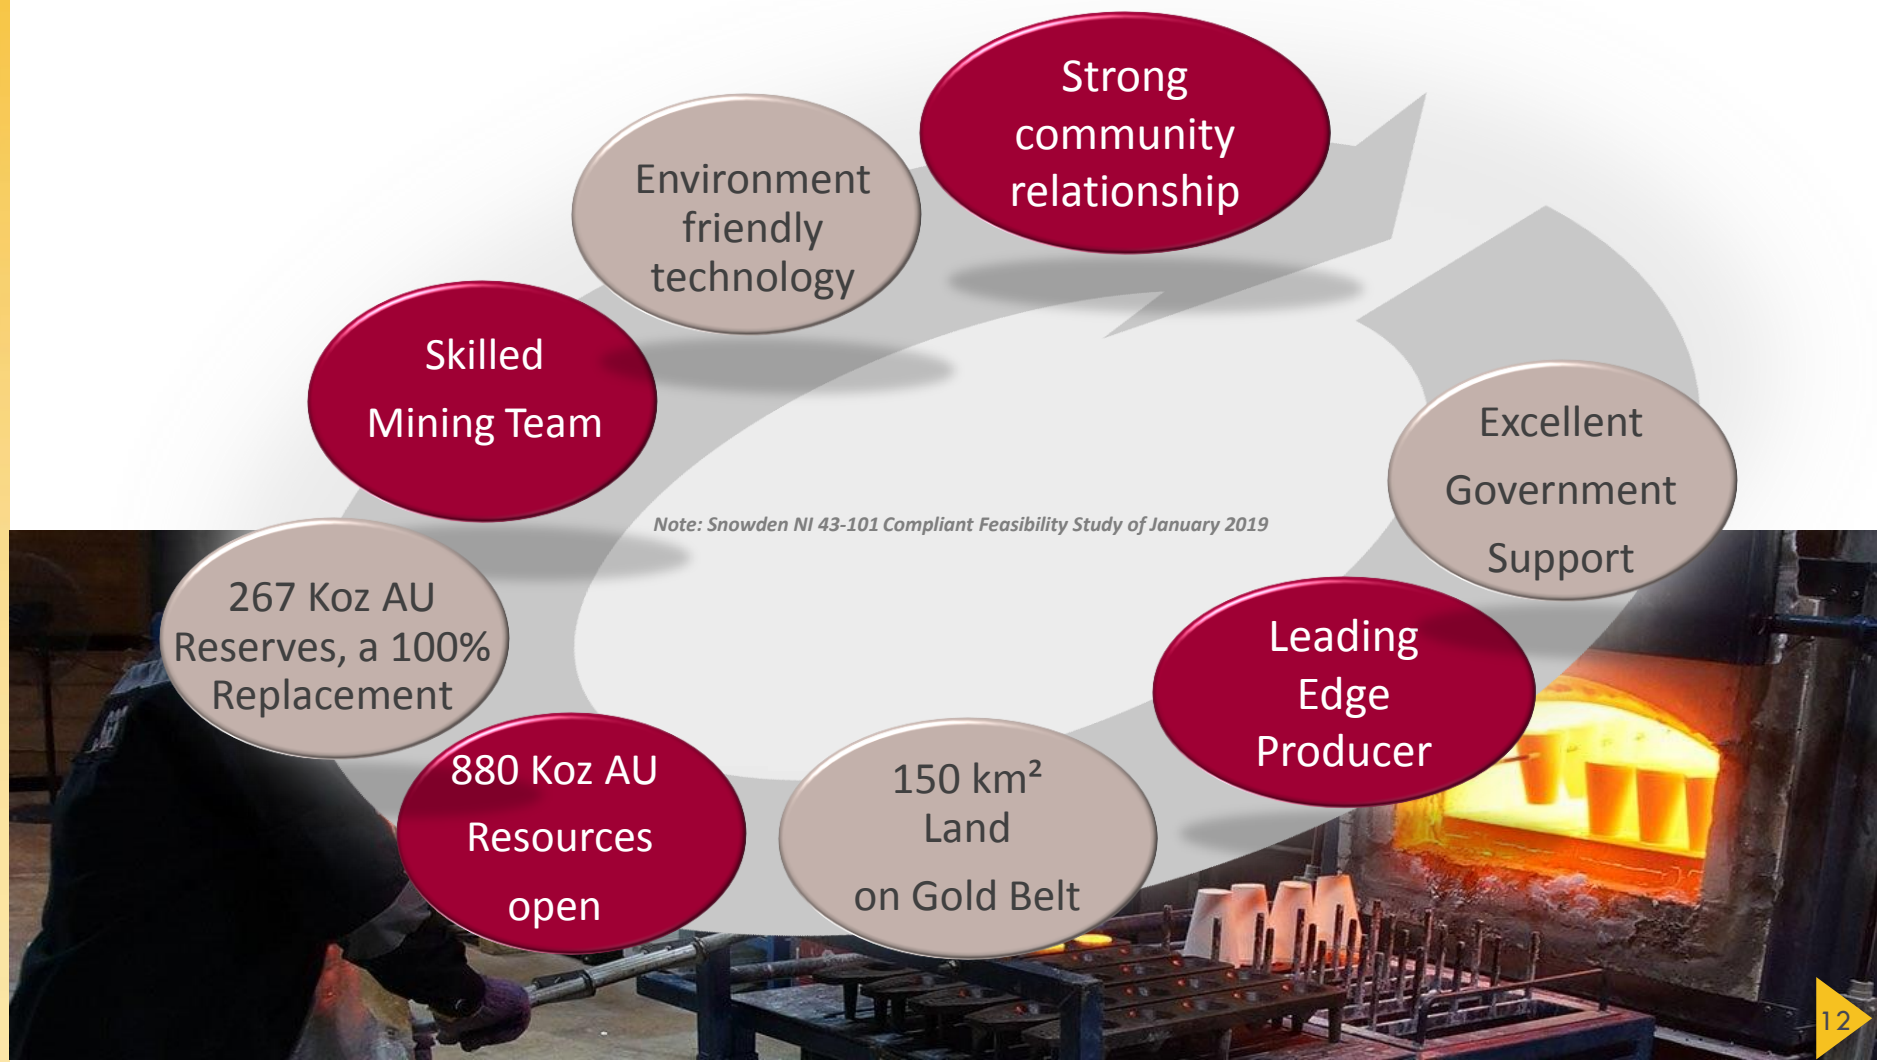 Strong
community
relationship
Environment
friendly
technology
Skilled
Mining Team
Excellent
Government
Support
Note: Snowden NI 43-101 Compliant Feasibility Study of January 2019
267 Koz AU
Reserves, a 100%
Replacement
Leading
Edge
Producer
880 Koz AU
Resources
open
150 km²
Land
on Gold Belt
12